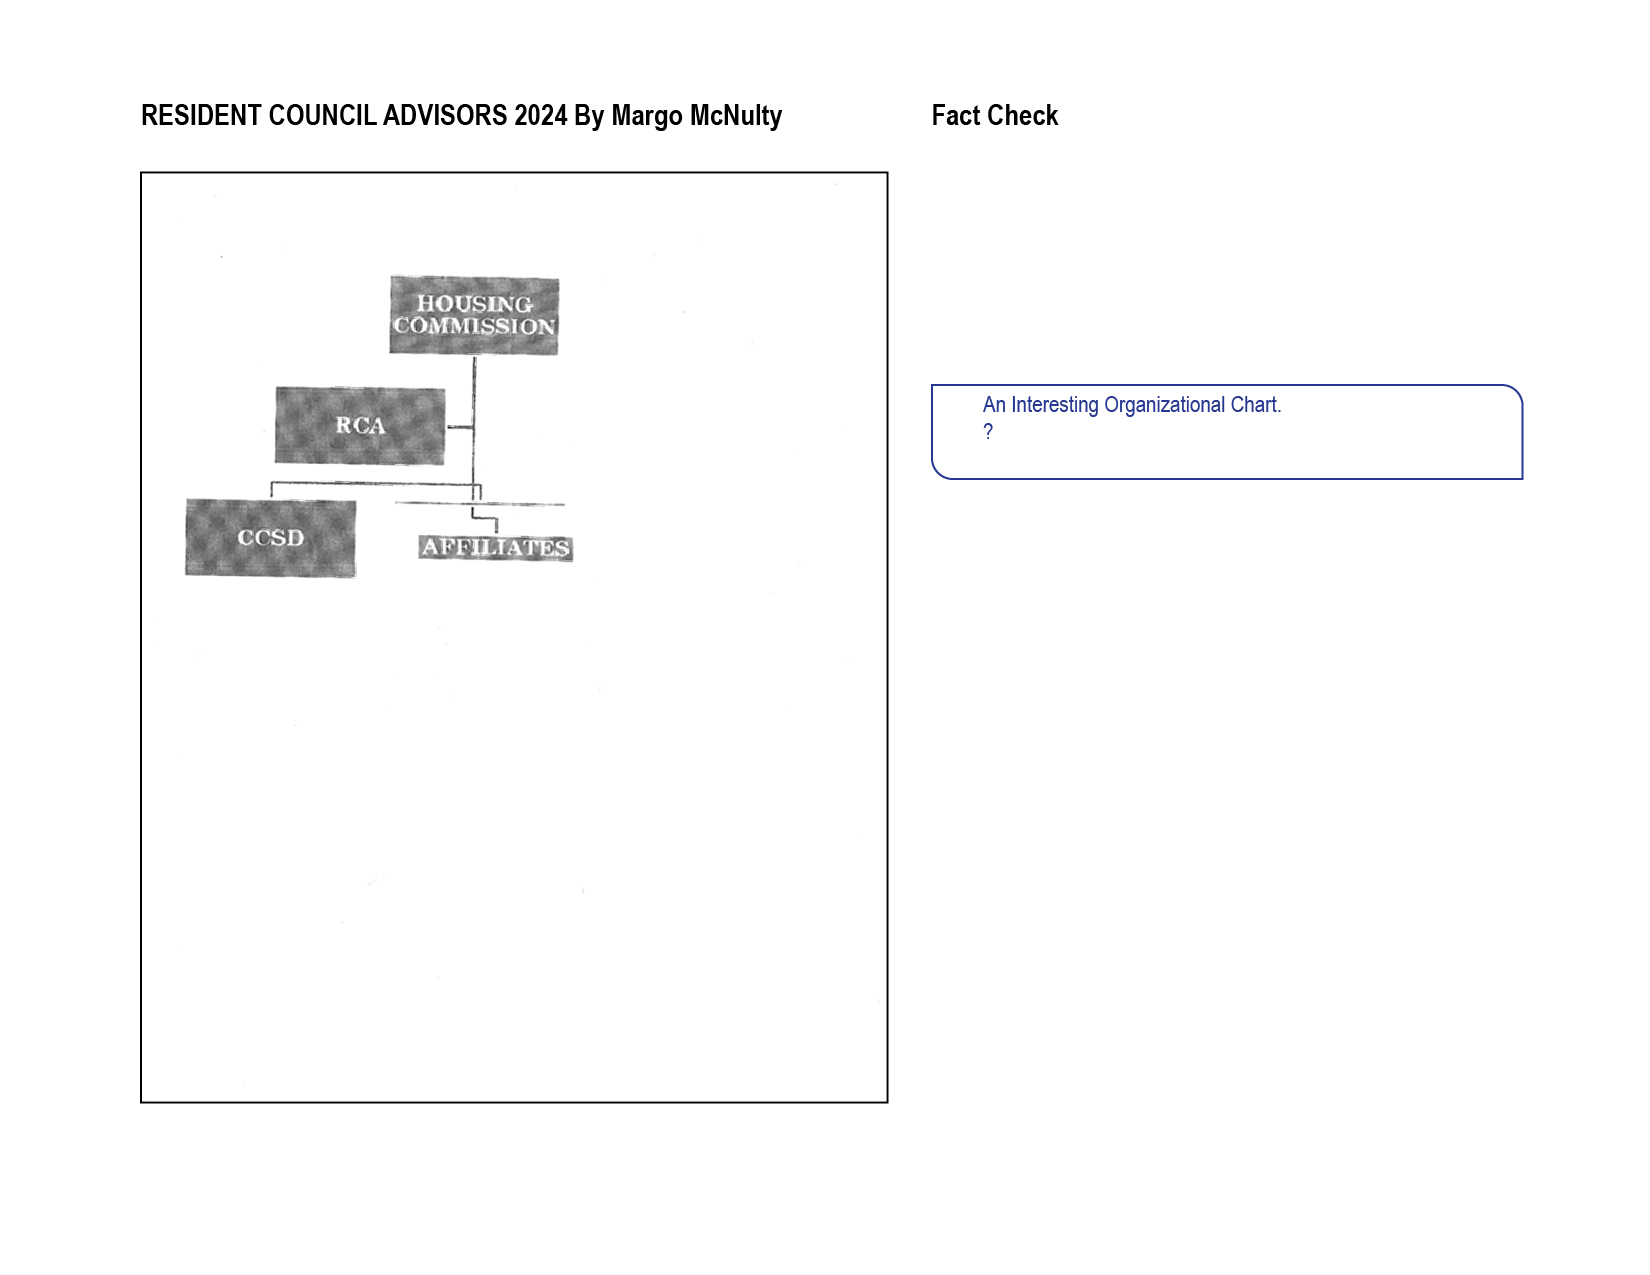 RESIDENT COUNCIL ADVISORS 2024 By Margo McNulty
Fact Check
HOUSING
COMMISSION
RCA
CCSD
AFFILIATES
An Interesting Organizational Chart.
?